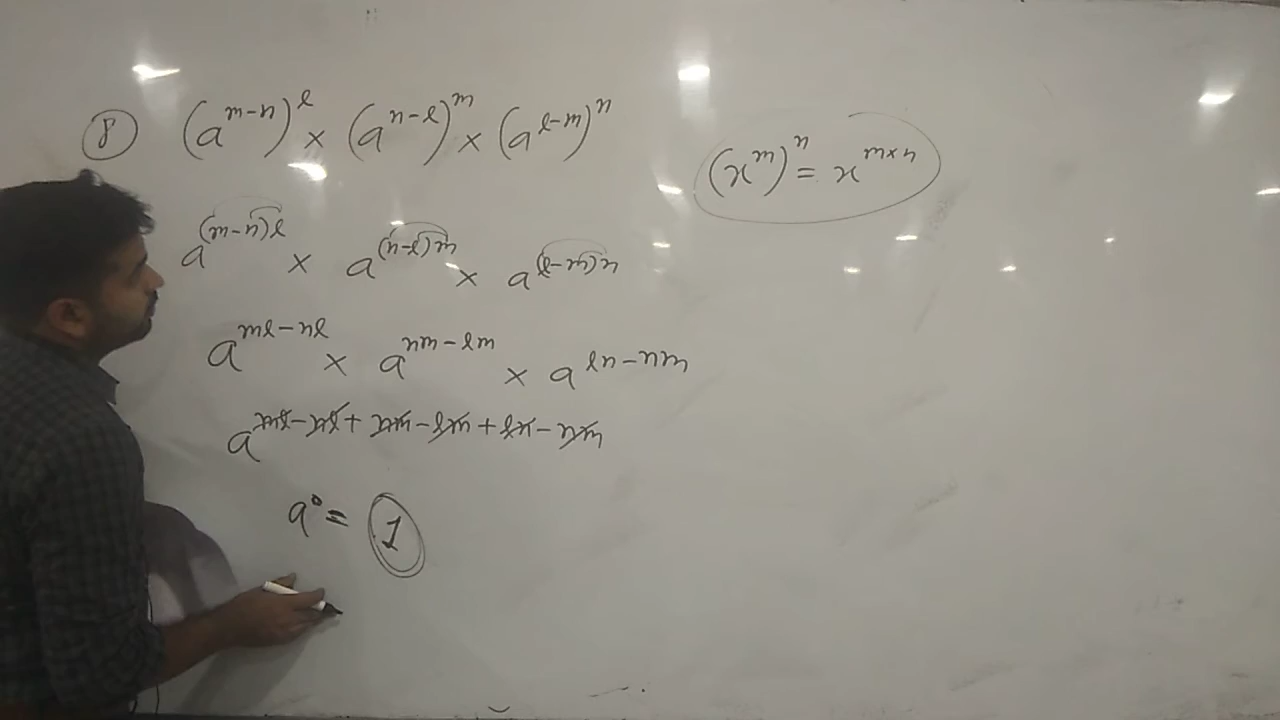 ⑧ (a^{m-n})^l × (a^{n-l})^m × (a^{l-m})^n
(x^m)^n = x^{m×n}
a^{(m-n)l} × a^{(n-l)m} × a^{(l-m)n}
a^{ml-nl} × a^{nm-lm} × a^{ln-nm}
a^{ml-nl+nm-lm+ln-nm}
a^0 = 1